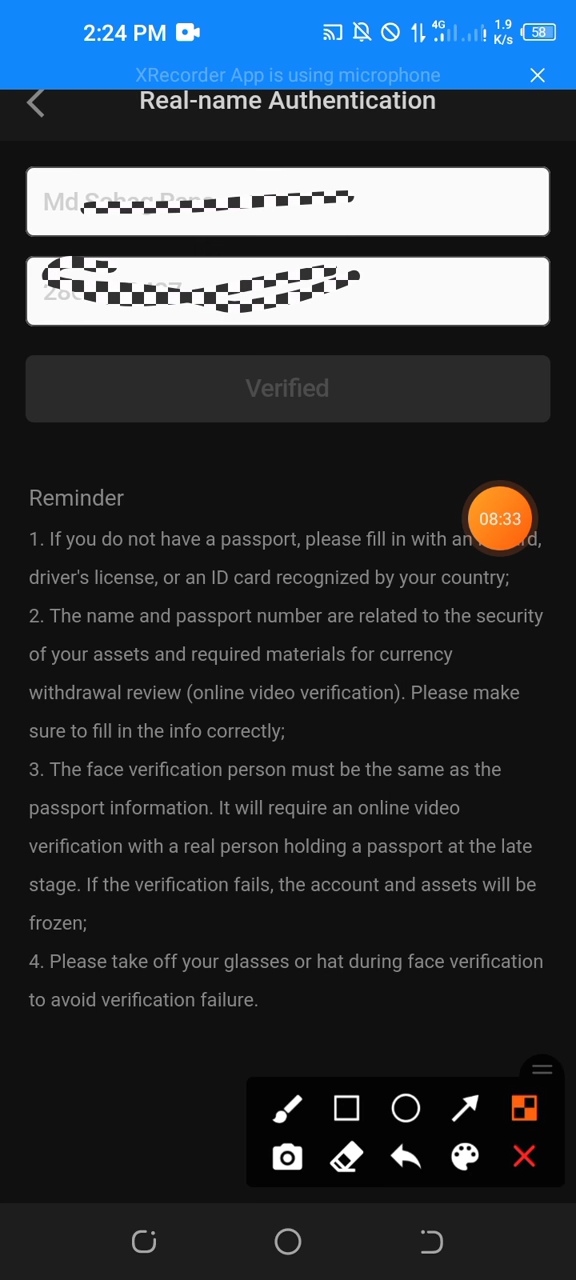 2:24 PM
4G
1.9
K/s
58
XRecorder App is using microphone
Real-name Authentication
Md
Verified
Reminder
08:33
1. If you do not have a passport, please fill in with an
driver's license, or an ID card recognized by your country;
2. The name and passport number are related to the security
of your assets and required materials for currency
withdrawal review (online video verification). Please make
sure to fill in the info correctly;
3. The face verification person must be the same as the
passport information. It will require an online video
verification with a real person holding a passport at the late
stage. If the verification fails, the account and assets will be
frozen;
4. Please take off your glasses or hat during face verification
to avoid verification failure.